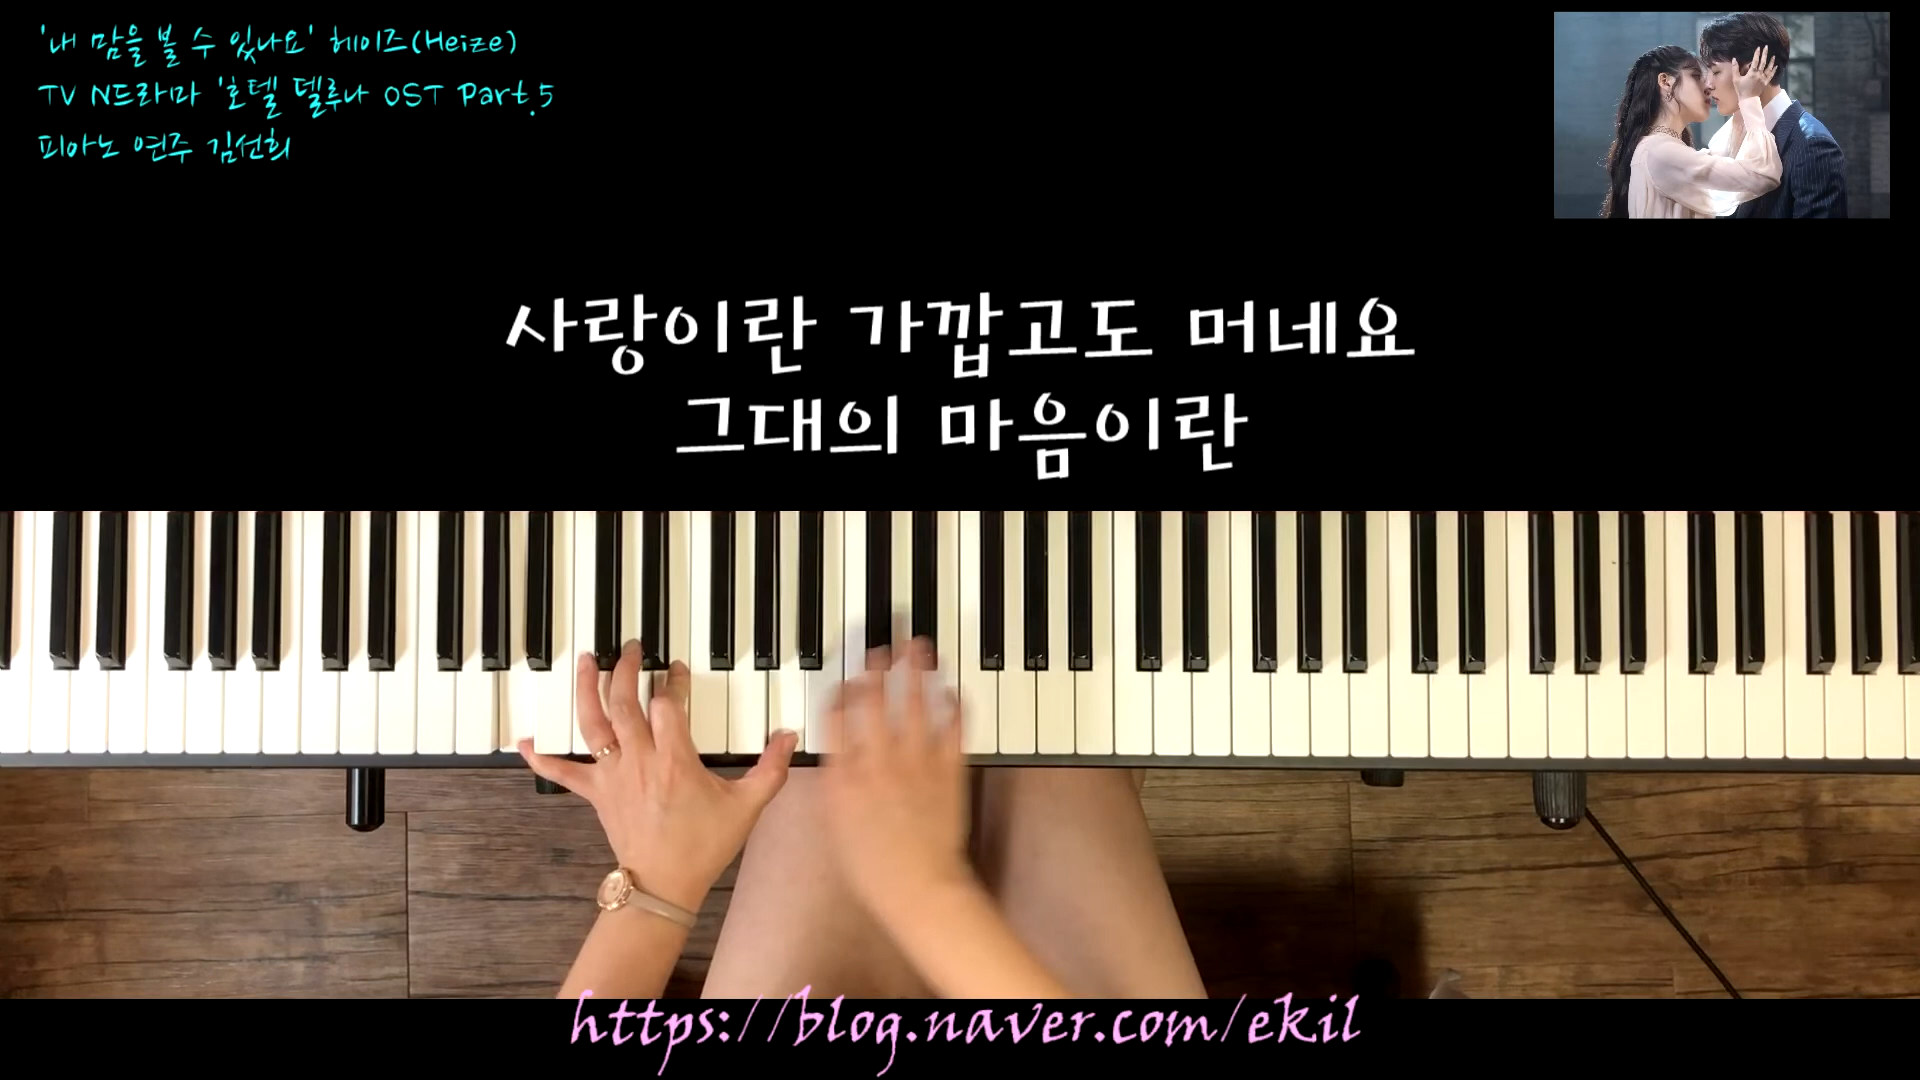 '내 맘을 볼 수 있나요' 헤이즈(Heize)
TV N드라마 '호텔 델루나 OST Part.5
피아노 연주 김선희
사랑이란 가깝고도 머네요
그대의 마음이란
https://blog.naver.com/ekil